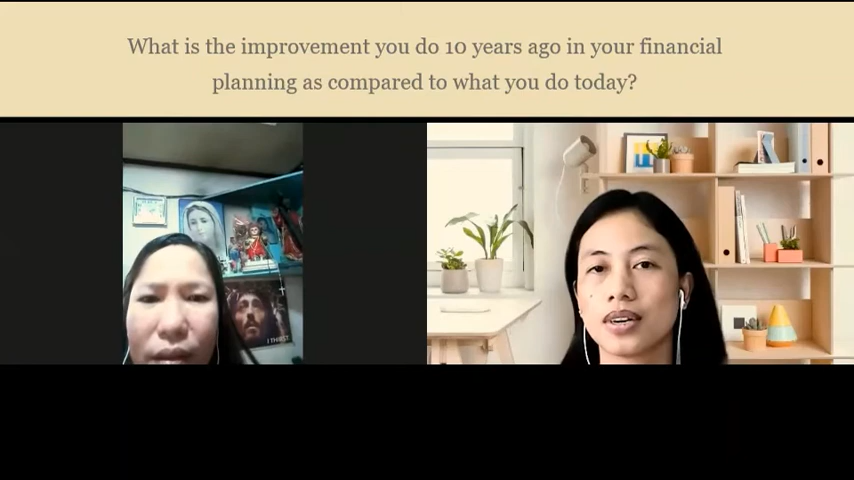 What is the improvement you do 10 years ago in your financial
planning as compared to what you do today?
I THIRST